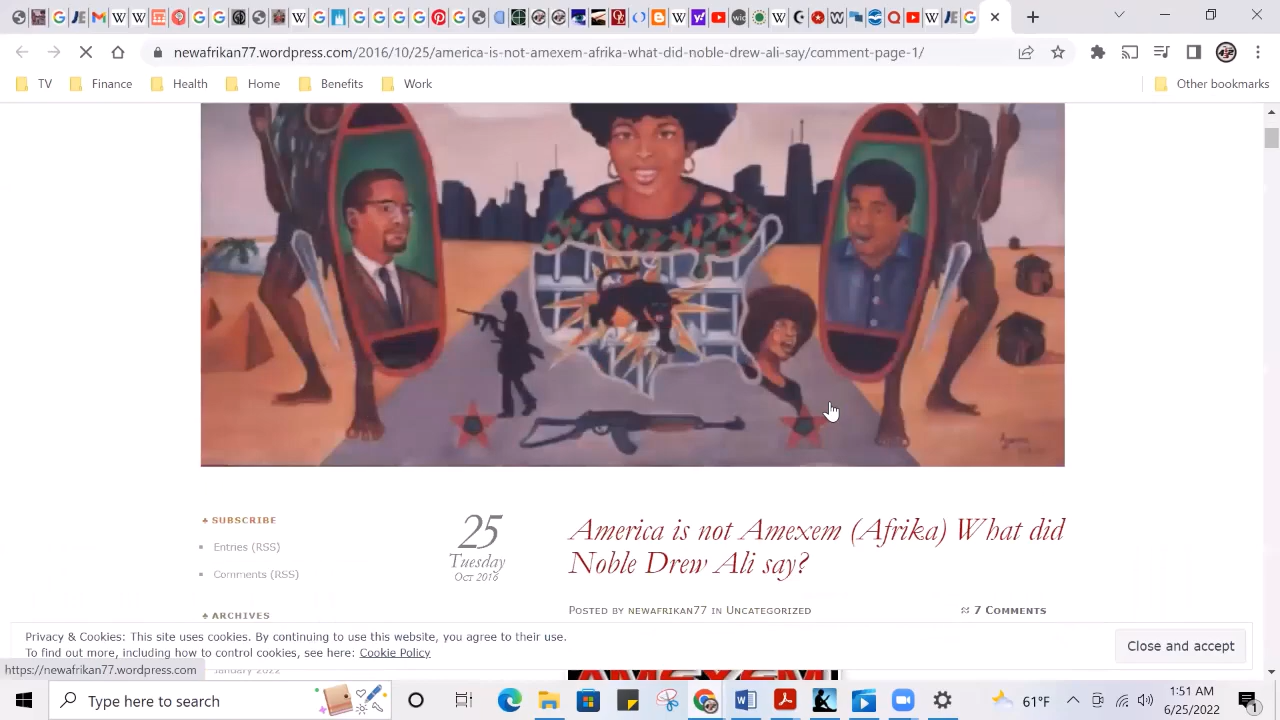 newafrikan77.wordpress.com/2016/10/25/america-is-not-amexem-afrika-what-did-noble-drew-ali-say/comment-page-1/
TV Finance Health Home Benefits Work Other bookmarks
SUBSCRIBE
Entries (RSS)
Comments (RSS)
ARCHIVES
January 2022
25
Tuesday
Oct 2016
America is not Amexem (Afrika) What did
Noble Drew Ali say?
POSTED BY NEWAFRIKAN77 IN UNCATEGORIZED
7 COMMENTS
AMEXEM
Privacy & Cookies: This site uses cookies. By continuing to use this website, you agree to their use.
To find out more, including how to control cookies, see here: Cookie Policy
Close and accept
https://newafrikan77.wordpress.com
Type here to search
61°F
1:51 AM
6/25/2022